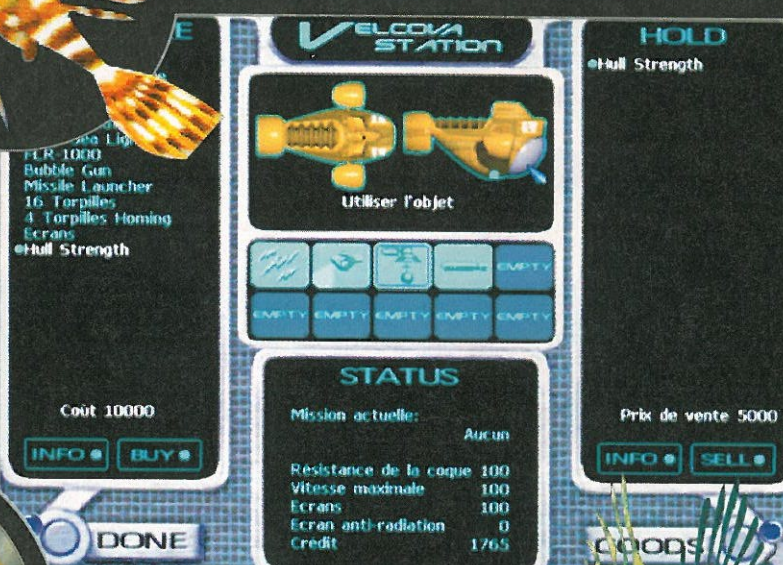 E
VELCOVA
STATION
HOLD
Hull Strength
FLR-1000
Bubble Gun
Missile Launcher
16 Torpilles
4 Torpilles Homing
Ecrans
Hull Strength
Utiliser l'objet
EMPTY
EMPTY EMPTY EMPTY EMPTY EMPTY
STATUS
Mission actuelle:
Aucun
Résistance de la coque 100
Vitesse maximale 100
Ecrans 100
Ecran anti-radiation 0
Credit 1765
Coût 10000
INFO BUY
DONE
Prix de vente 5000
INFO SELL
GOODS